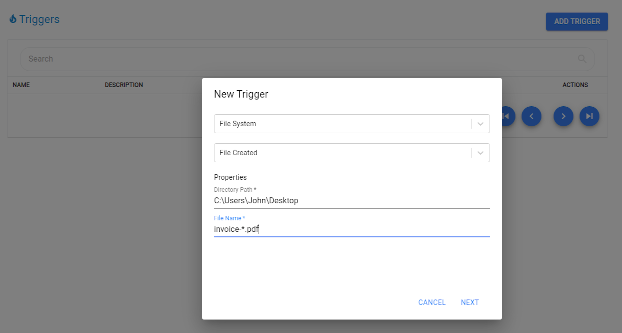 Triggers
ADD TRIGGER
Search
NAME DESCRIPTION ACTIONS
New Trigger
File System
File Created
Properties
Directory Path *
C:\Users\John\Desktop
File Name *
invoice-*.pdf
CANCEL NEXT